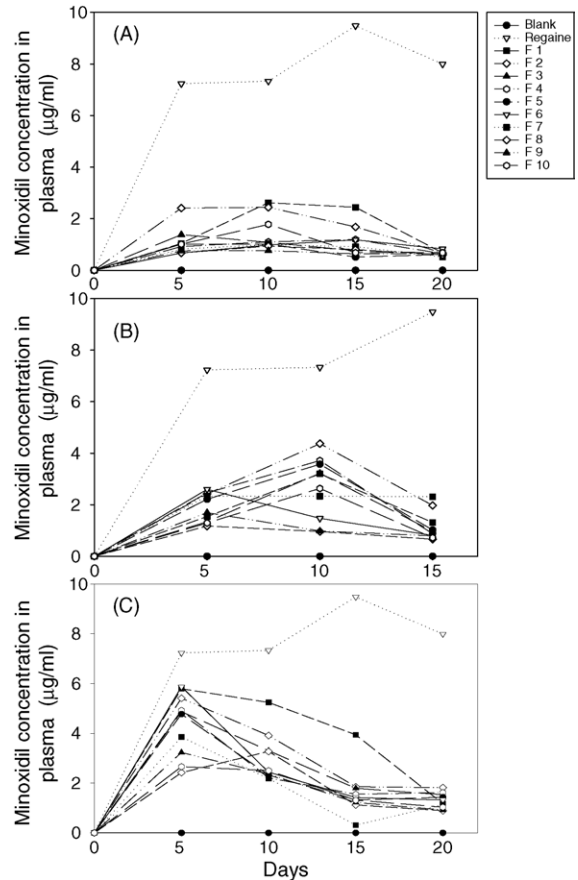 (A)
Minoxidil concentration in
plasma (μg/ml)
10
8
6
4
2
0
0 5 10 15 20
Blank
Regaine
F 1
F 2
F 3
F 4
F 5
F 6
F 7
F 8
F 9
F 10
(B)
Minoxidil concentration in
plasma (μg/ml)
10
8
6
4
2
0
0 5 10 15
(C)
Minoxidil concentration in
plasma (μg/ml)
10
8
6
4
2
0
0 5 10 15 20
Days